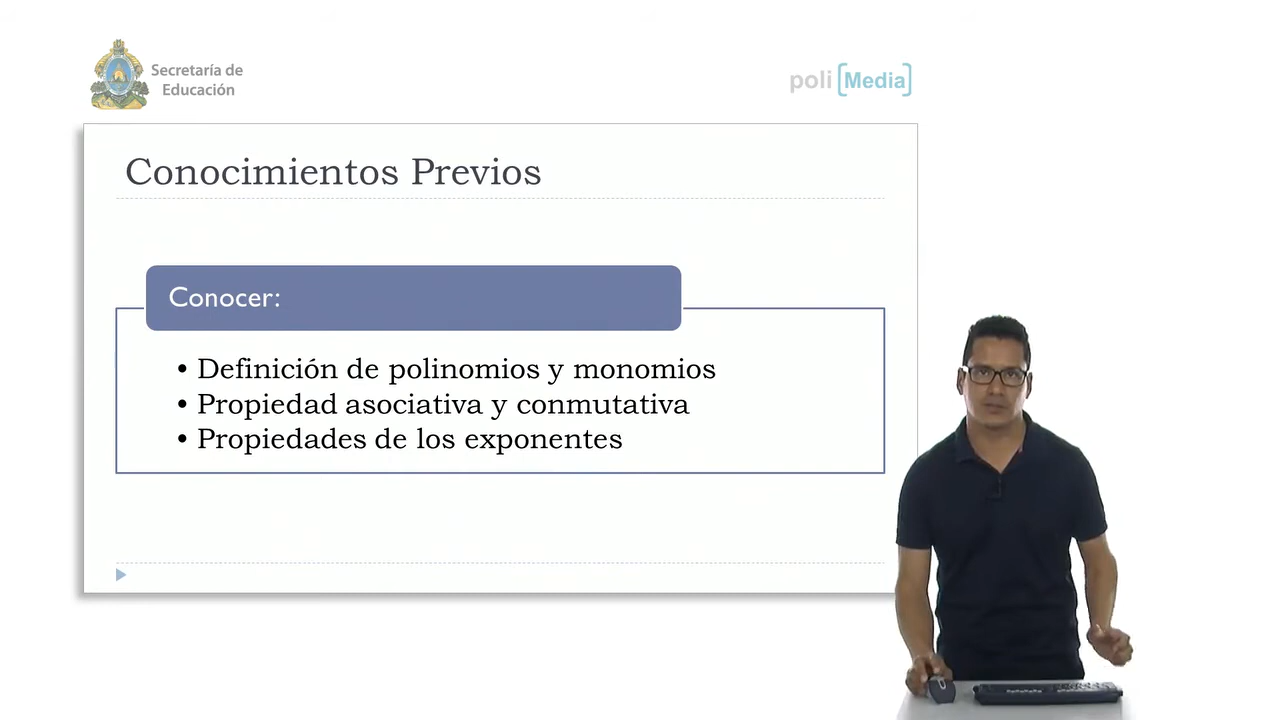 Secretaría de
Educación
poli [Media]
Conocimientos Previos
Conocer:
• Definición de polinomios y monomios
• Propiedad asociativa y conmutativa
• Propiedades de los exponentes